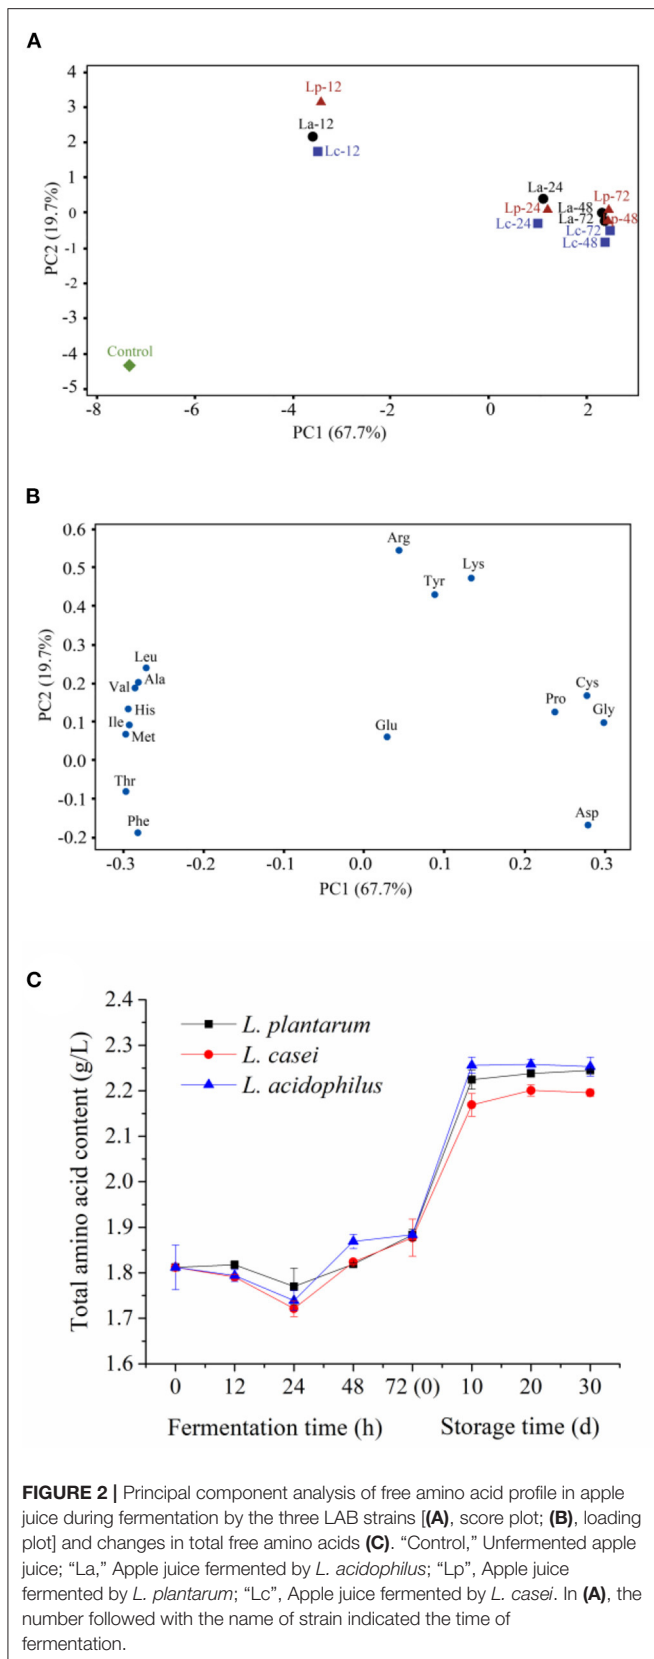 A
4
3
2
1
0
-1
-2
-3
-4
-5
PC2 (19.7%)
Lp-12
La-12
Lc-12
La-24
Lp-24
Lc-24
Lp-72
La-48
Lp-48
La-72
Lc-72
Lc-48
Control
-8
-6
-4
-2
0
2
PC1 (67.7%)
B
0.6
0.5
0.4
0.3
0.2
0.1
0.0
-0.1
-0.2
PC2 (19.7%)
Arg
Lys
Tyr
Leu
Val
Ala
His
Ile
Met
Thr
Phe
Glu
Pro
Cys
Gly
Asp
-0.3
-0.2
-0.1
0.0
0.1
0.2
0.3
PC1 (67.7%)
C
2.4
2.3
2.2
2.1
2.0
1.9
1.8
1.7
1.6
Total amino acid content (g/L)
L. plantarum
L. casei
L. acidophilus
0 12 24 48 72 (0) 10 20 30
Fermentation time (h) Storage time (d)
FIGURE 2 | Principal component analysis of free amino acid profile in apple
juice during fermentation by the three LAB strains [(A), score plot; (B), loading
plot] and changes in total free amino acids (C). “Control,” Unfermented apple
juice; “La,” Apple juice fermented by L. acidophilus; “Lp”, Apple juice
fermented by L. plantarum; “Lc”, Apple juice fermented by L. casei. In (A), the
number followed with the name of strain indicated the time of
fermentation.